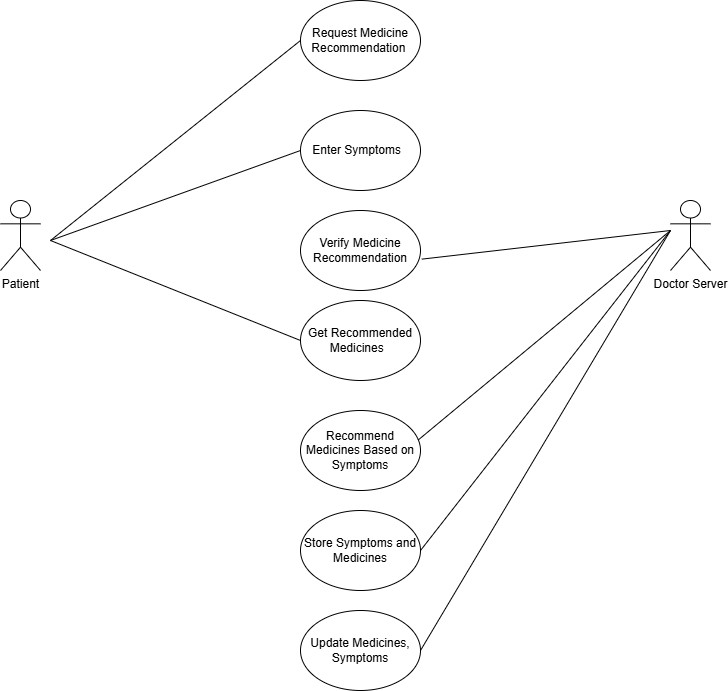 Request Medicine
Recommendation
Enter Symptoms
Verify Medicine
Recommendation
Patient
Doctor Server
Get Recommended
Medicines
Recommend
Medicines Based on
Symptoms
Store Symptoms and
Medicines
Update Medicines,
Symptoms